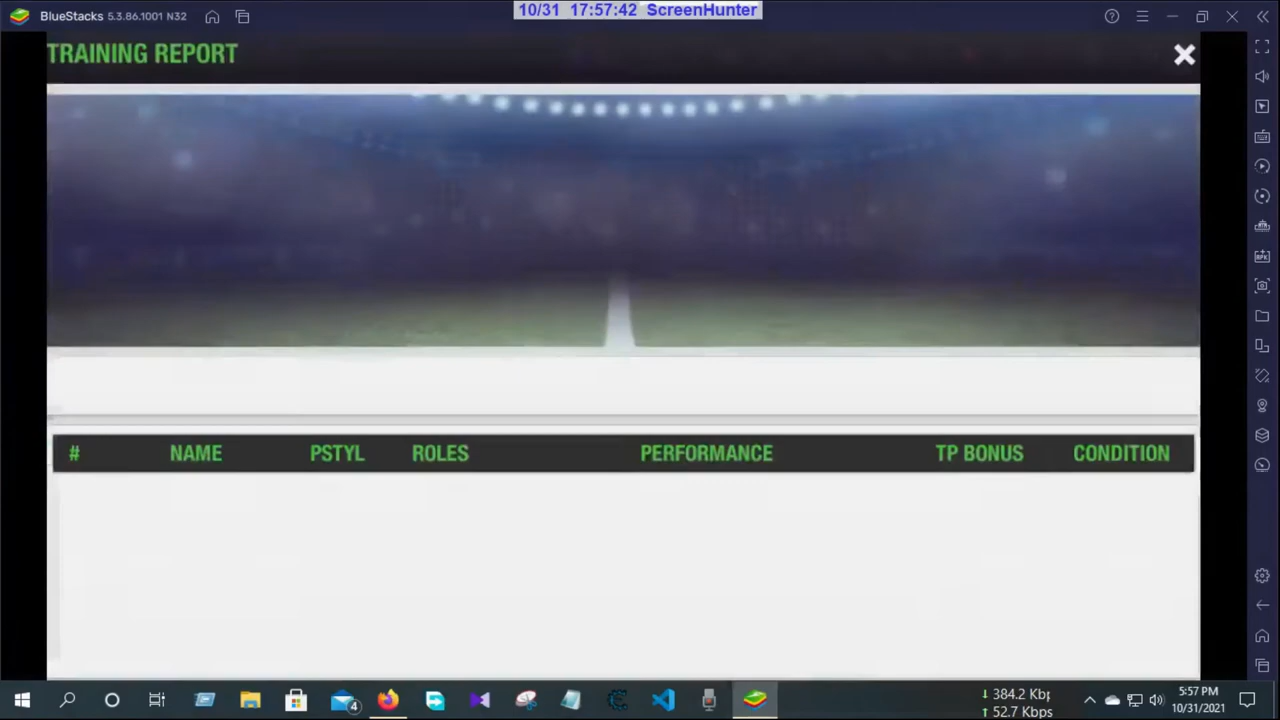 BlueStacks 5.3.86.1001 N32
10/31 17:57:42 ScreenHunter
TRAINING REPORT
# NAME PSTYL ROLES PERFORMANCE TP BONUS CONDITION
4
↓ 384.2 Kbps
↑ 52.7 Kbps
5:57 PM
10/31/2021